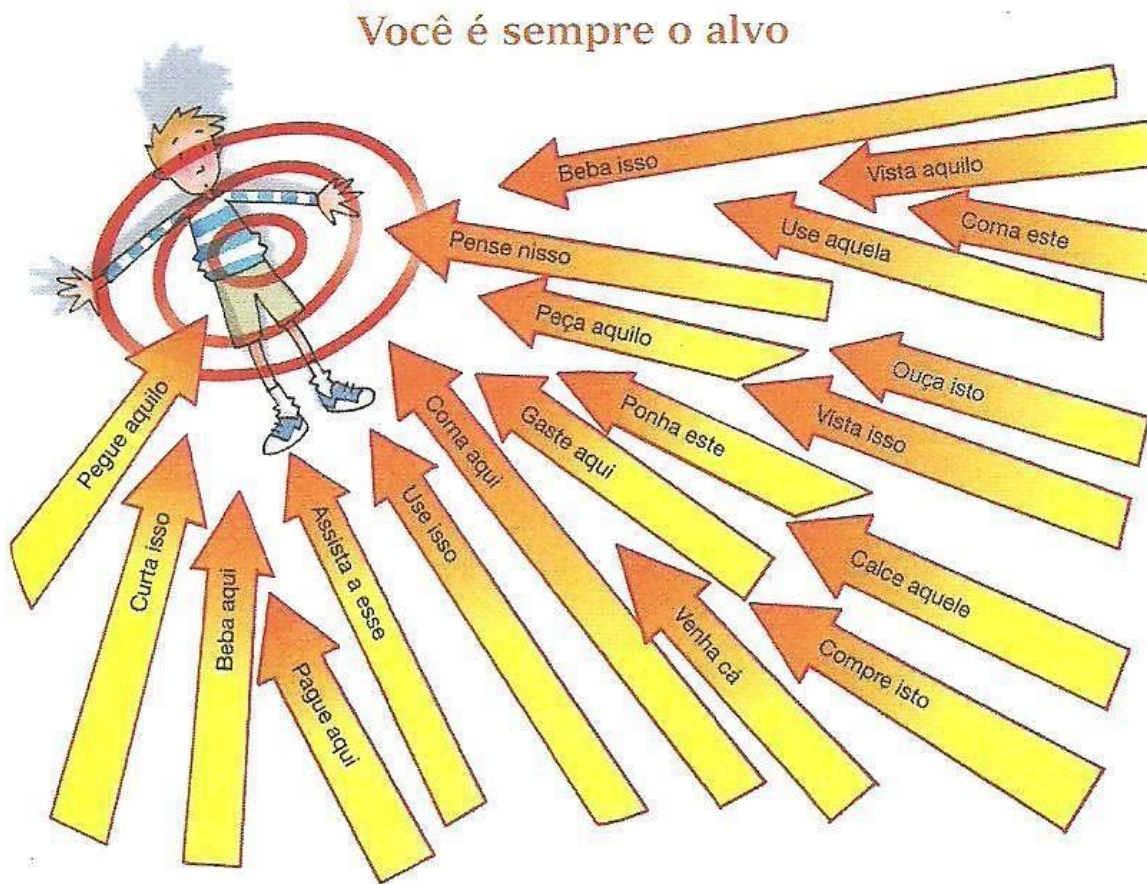 Você é sempre o alvo
Beba isso
Vista aquilo
Coma este
Use aquela
Pense nisso
Peça aquilo
Ouça isto
Vista isso
Ponha este
Gaste aqui
Coma aqui
Calce aquele
Compre isto
Venha cá
Use isso
Assista a esse
Pague aqui
Beba aqui
Curta isso
Pegue aquilo